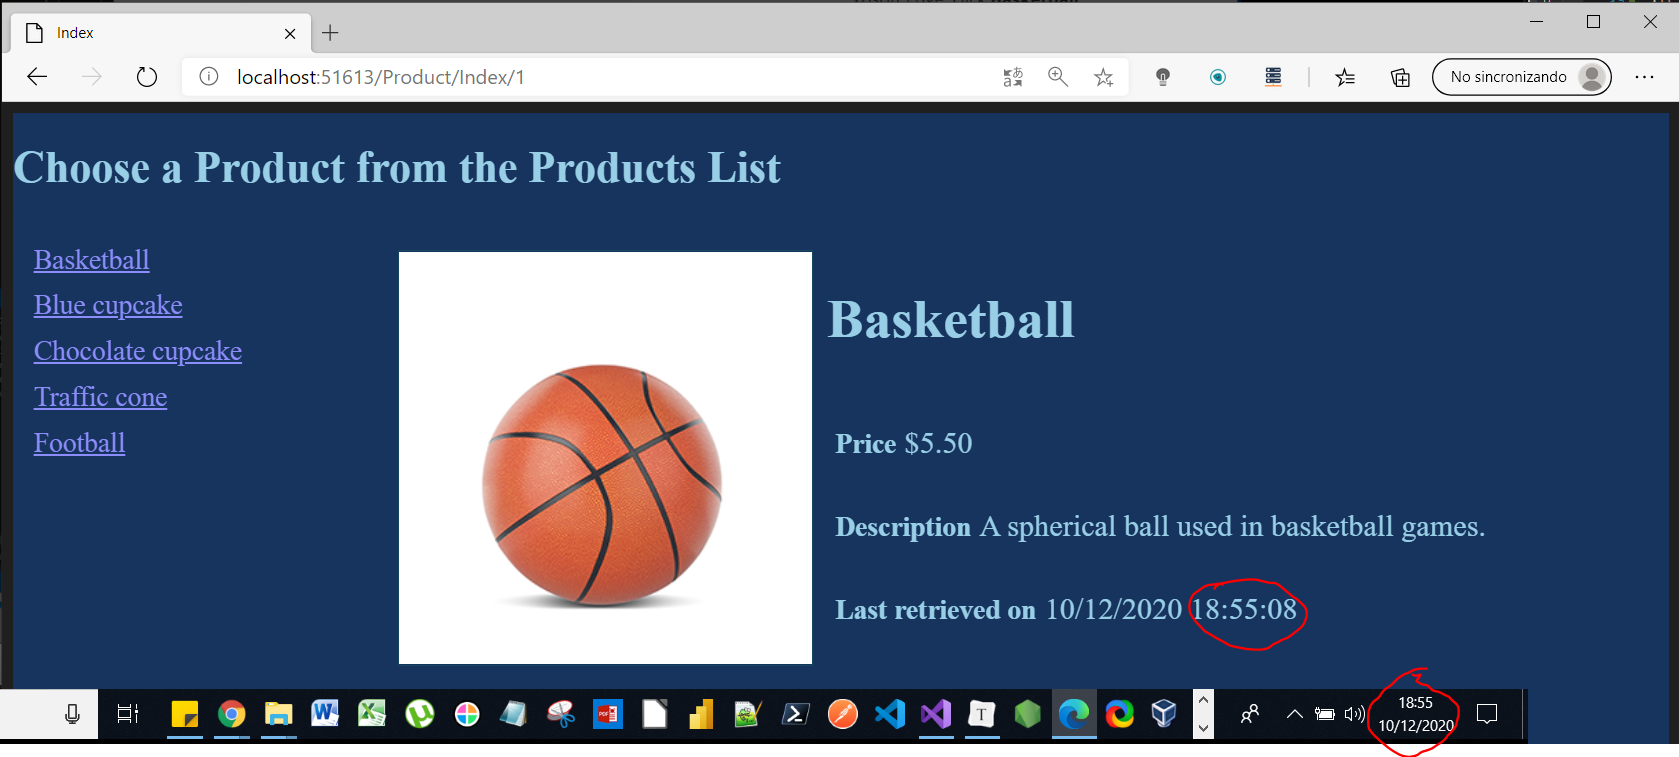 Index
localhost:51613/Product/Index/1
No sincronizando
Choose a Product from the Products List
Basketball
Blue cupcake
Chocolate cupcake
Traffic cone
Football
Basketball
Price $5.50
Description A spherical ball used in basketball games.
Last retrieved on 10/12/2020 18:55:08
18:55
10/12/2020